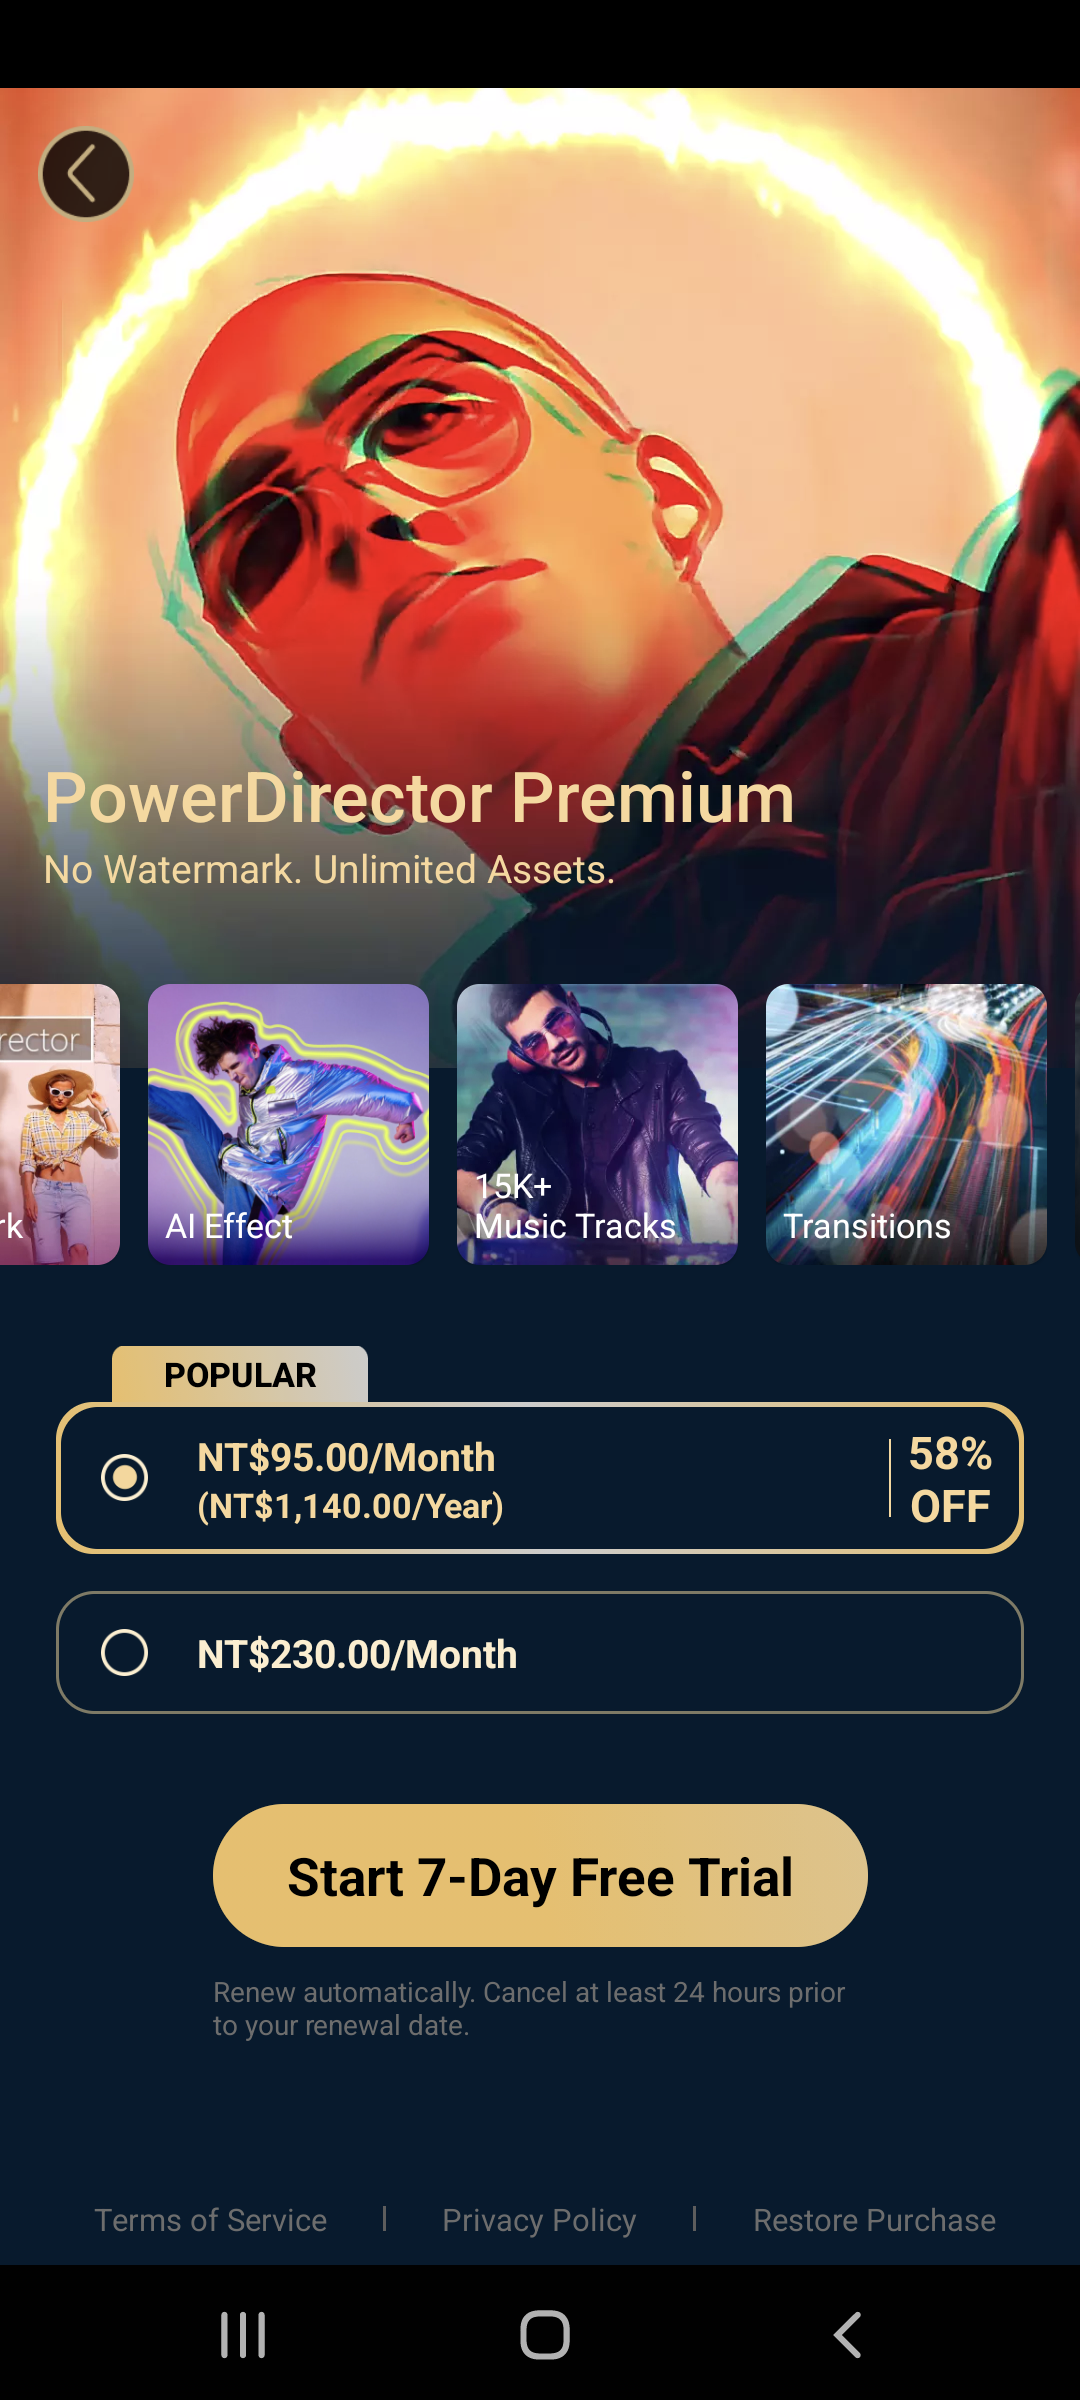 PowerDirector Premium
No Watermark. Unlimited Assets.
rector
rk
AI Effect
15K+
Music Tracks
Transitions
POPULAR
NT$95.00/Month
(NT$1,140.00/Year)
58%
OFF
NT$230.00/Month
Start 7-Day Free Trial
Renew automatically. Cancel at least 24 hours prior
to your renewal date.
Terms of Service | Privacy Policy | Restore Purchase